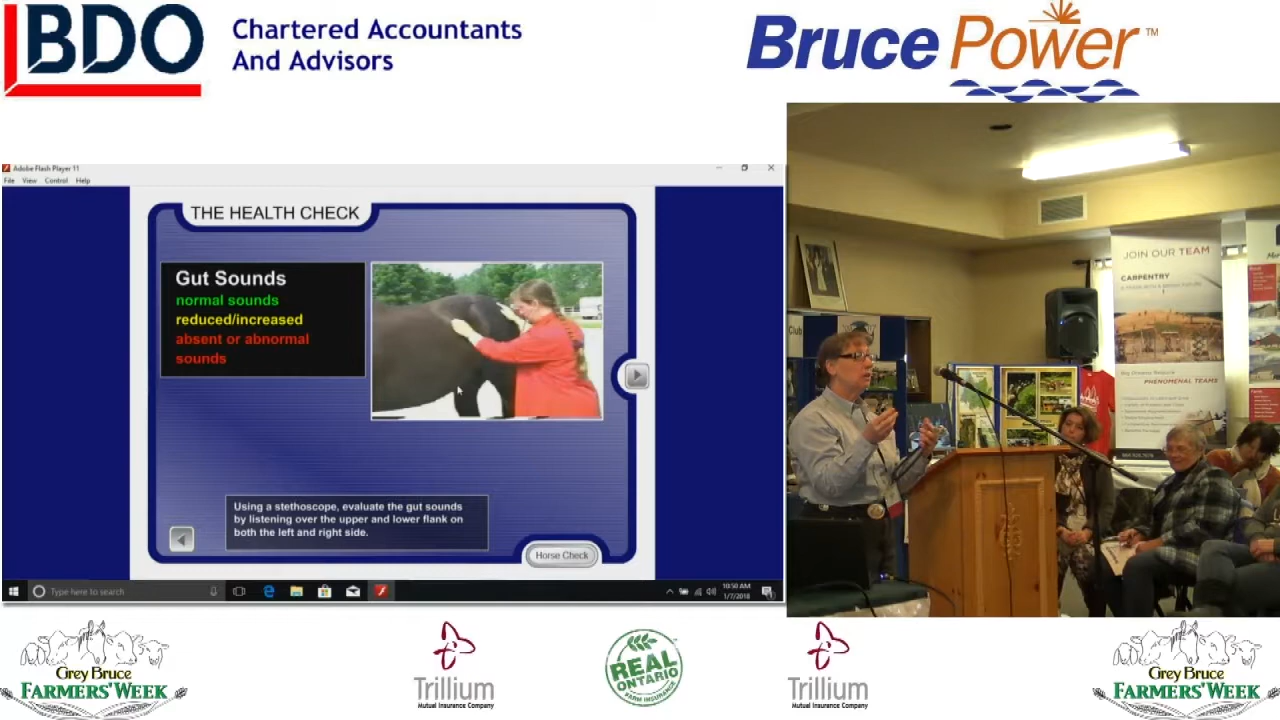 BDO
Chartered Accountants
And Advisors
Bruce Power™
Adobe Flash Player 11
File View Control Help
THE HEALTH CHECK
Gut Sounds
normal sounds
reduced/increased
absent or abnormal
sounds
Using a stethoscope, evaluate the gut sounds
by listening over the upper and lower flank on
both the left and right side.
Horse Check
Type here to search
10:50 AM
1/7/2018
JOIN OUR TEAM
CARPENTRY
PHENOMENAL TEAMS
Club
Grey Bruce
FARMERS' WEEK
Trillium
Mutual Insurance Company
REAL
ONTARIO
FARM INSURANCE
Trillium
Mutual Insurance Company
Grey Bruce
FARMERS' WEEK